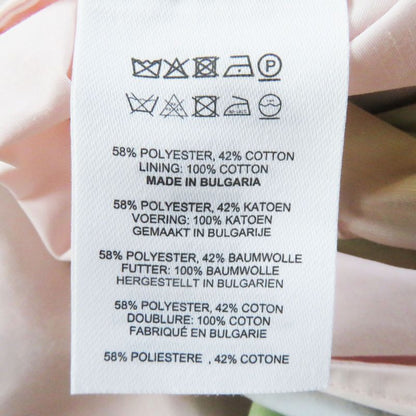 P
58% POLYESTER, 42% COTTON
LINING: 100% COTTON
MADE IN BULGARIA
58% POLYESTER, 42% KATOEN
VOERING: 100% KATOEN
GEMAAKT IN BULGARIJE
58% POLYESTER, 42% BAUMWOLLE
FUTTER: 100% BAUMWOLLE
HERGESTELLT IN BULGARIEN
58% POLYESTER, 42% COTON
DOUBLURE: 100% COTON
FABRIQUÉ EN BULGARIE
58% POLIESTERE , 42% COTONE